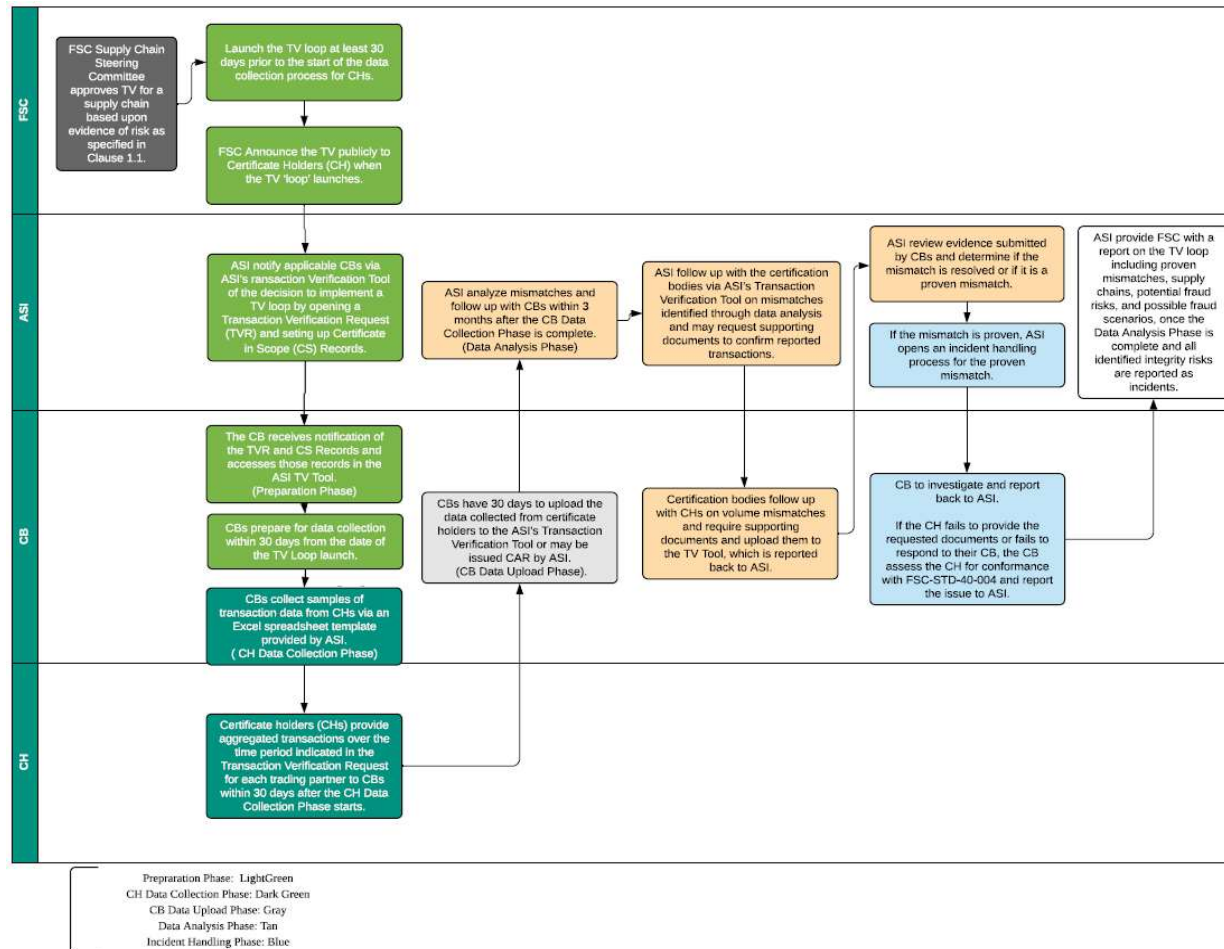 FSC
FSC Supply Chain
Steering
Committee
approves TV for a
supply chain
based upon
evidence of risk as
specified in
Clause 1.1.
Launch the TV loop at least 30
days prior to the start of the data
collection process for CHs.
FSC Announce the TV publicly to
Certificate Holders (CH) when
the TV 'loop' launches.
ASI
ASI notify applicable CBs via
ASI's ransaction Verification Tool
of the decision to implement a
TV loop by opening a
Transaction Verification Request
(TVR) and seting up Certificate
in Scope (CS) Records.
ASI analyze mismatches and
follow up with CBs within 3
months after the CB Data
Collection Phase is complete.
(Data Analysis Phase)
ASI follow up with the certification
bodies via ASI's Transaction
Verification Tool on mismatches
identified through data analysis
and may request supporting
documents to confirm reported
transactions.
ASI review evidence submitted
by CBs and determine if the
mismatch is resolved or if it is a
proven mismatch.
If the mismatch is proven, ASI
opens an incident handling
process for the proven
mismatch.
ASI provide FSC with a
report on the TV loop
including proven
mismatches, supply
chains, potential fraud
risks, and possible fraud
scenarios, once the
Data Analysis Phase is
complete and all
identified integrity risks
are reported as
incidents.
CB
The CB receives notification of
the TVR and CS Records and
accesses those records in the
ASI TV Tool.
(Preparation Phase)
CBs prepare for data collection
within 30 days from the date of
the TV Loop launch.
CBs collect samples of
transaction data from CHs via an
Excel spreadsheet template
provided by ASI.
( CH Data Collection Phase)
CBs have 30 days to upload the
data collected from certificate
holders to the ASI's Transaction
Verification Tool or may be
issued CAR by ASI.
(CB Data Upload Phase).
Certification bodies follow up
with CHs on volume mismatches
and require supporting
documents and upload them to
the TV Tool, which is reported
back to ASI.
CB to investigate and report
back to ASI.
If the CH fails to provide the
requested documents or fails to
respond to their CB, the CB
assess the CH for conformance
with FSC-STD-40-004 and report
the issue to ASI.
CH
Certificate holders (CHs) provide
aggregated transactions over the
time period indicated in the
Transaction Verification Request
for each trading partner to CBs
within 30 days after the CH Data
Collection Phase starts.
Prepraration Phase: LightGreen
CH Data Collection Phase: Dark Green
CB Data Upload Phase: Gray
Data Analysis Phase: Tan
Incident Handling Phase: Blue